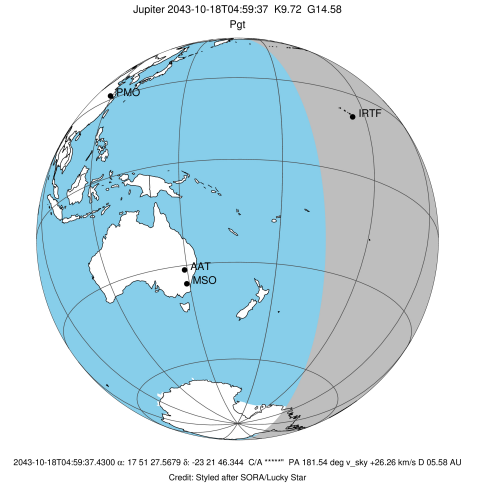 Jupiter 2043-10-18T04:59:37 K9.72 G14.58
Pgt
PMO
IRTF
AAT
MSO
2043-10-18T04:59:37.4300 α: 17 51 27.5679 δ: -23 21 46.344 C/A *****" PA 181.54 deg v_sky +26.26 km/s D 05.58 AU
Credit: Styled after SORA/Lucky Star